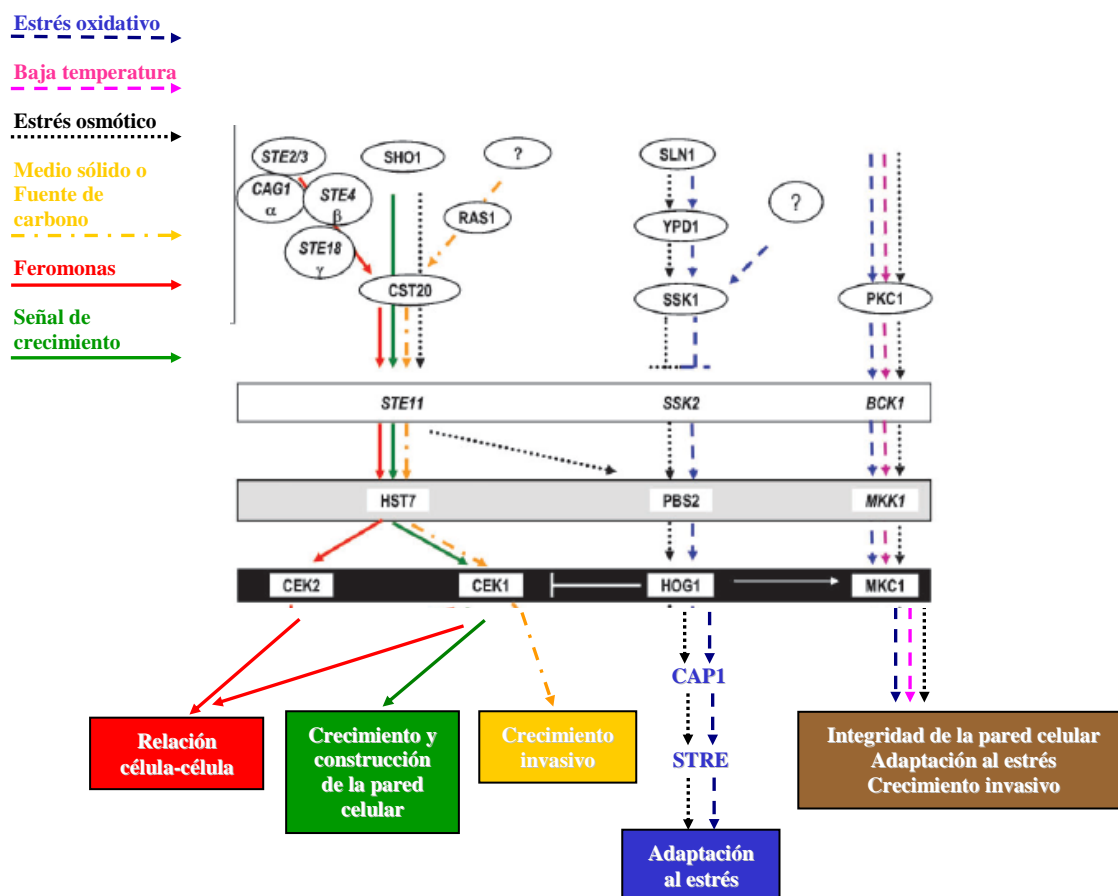 Estrés oxidativo
Baja temperatura
Estrés osmótico
Medio sólido o
Fuente de
carbono
Feromonas
Señal de
crecimiento
STE2/3
CAG1
α
STE4
β
STE18
γ
SHO1
?
RAS1
CST20
SLN1
YPD1
SSK1
?
PKC1
STE11
SSK2
BCK1
HST7
PBS2
MKK1
CEK2
CEK1
HOG1
MKC1
CAP1
STRE
Relación
célula-célula
Crecimiento y
construcción
de la pared
celular
Crecimiento
invasivo
Adaptación
al estrés
Integridad de la pared celular
Adaptación al estrés
Crecimiento invasivo